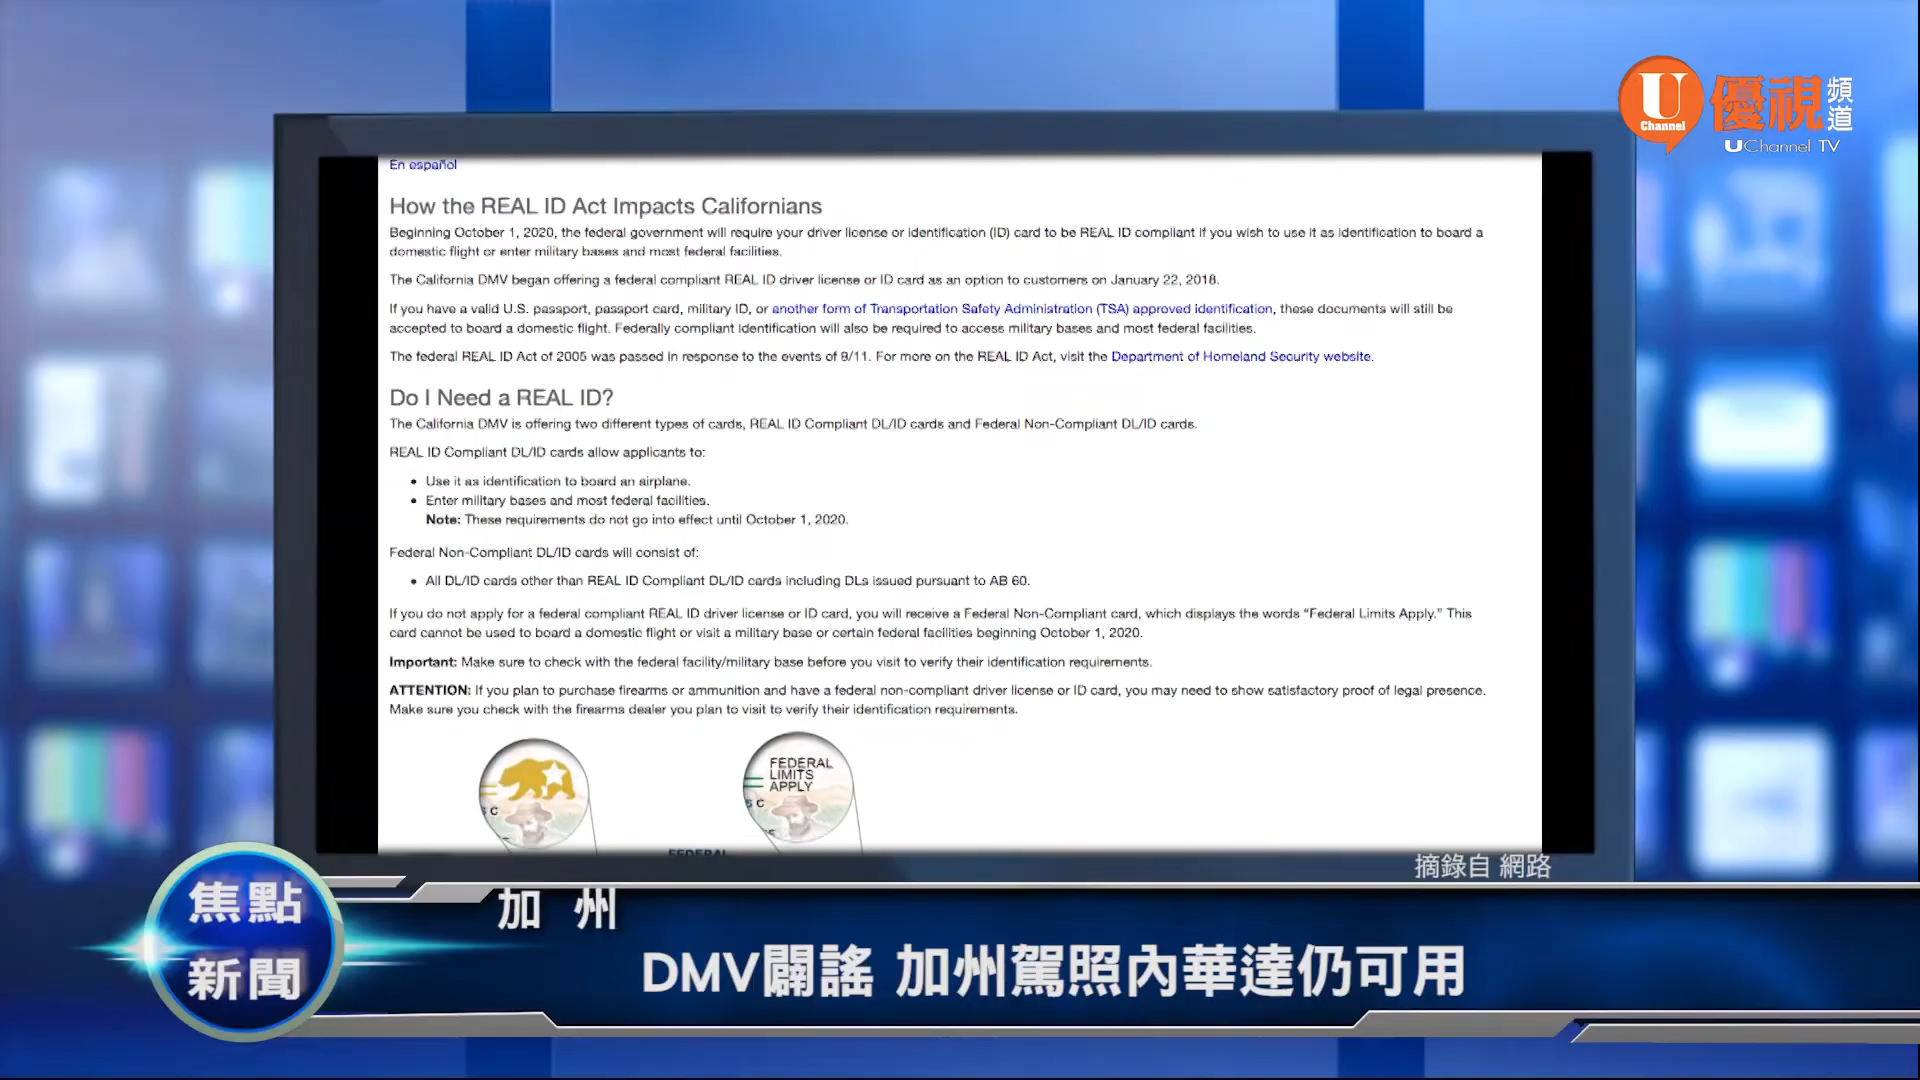 U
Channel
優視
頻道
UChannel TV
En español
How the REAL ID Act Impacts Californians
Beginning October 1, 2020, the federal government will require your driver license or identification (ID) card to be REAL ID compliant if you wish to use it as identification to board a
domestic flight or enter military bases and most federal facilities.
The California DMV began offering a federal compliant REAL ID driver license or ID card as an option to customers on January 22, 2018.
If you have a valid U.S. passport, passport card, military ID, or another form of Transportation Safety Administration (TSA) approved identification, these documents will still be
accepted to board a domestic flight. Federally compliant identification will also be required to access military bases and most federal facilities.
The federal REAL ID Act of 2005 was passed in response to the events of 9/11. For more on the REAL ID Act, visit the Department of Homeland Security website.
Do I Need a REAL ID?
The California DMV is offering two different types of cards, REAL ID Compliant DL/ID cards and Federal Non-Compliant DL/ID cards.
REAL ID Compliant DL/ID cards allow applicants to:
• Use it as identification to board an airplane.
• Enter military bases and most federal facilities.
Note: These requirements do not go into effect until October 1, 2020.
Federal Non-Compliant DL/ID cards will consist of:
• All DL/ID cards other than REAL ID Compliant DL/ID cards including DLs issued pursuant to AB 60.
If you do not apply for a federal compliant REAL ID driver license or ID card, you will receive a Federal Non-Compliant card, which displays the words “Federal Limits Apply.” This
card cannot be used to board a domestic flight or visit a military base or certain federal facilities beginning October 1, 2020.
Important: Make sure to check with the federal facility/military base before you visit to verify their identification requirements.
ATTENTION: If you plan to purchase firearms or ammunition and have a federal non-compliant driver license or ID card, you may need to show satisfactory proof of legal presence.
Make sure you check with the firearms dealer you plan to visit to verify their identification requirements.
FEDERAL
LIMITS
APPLY
FEDERAL
摘錄自 網路
焦點
新聞
加 州
DMV闢謠 加州駕照內華達仍可用